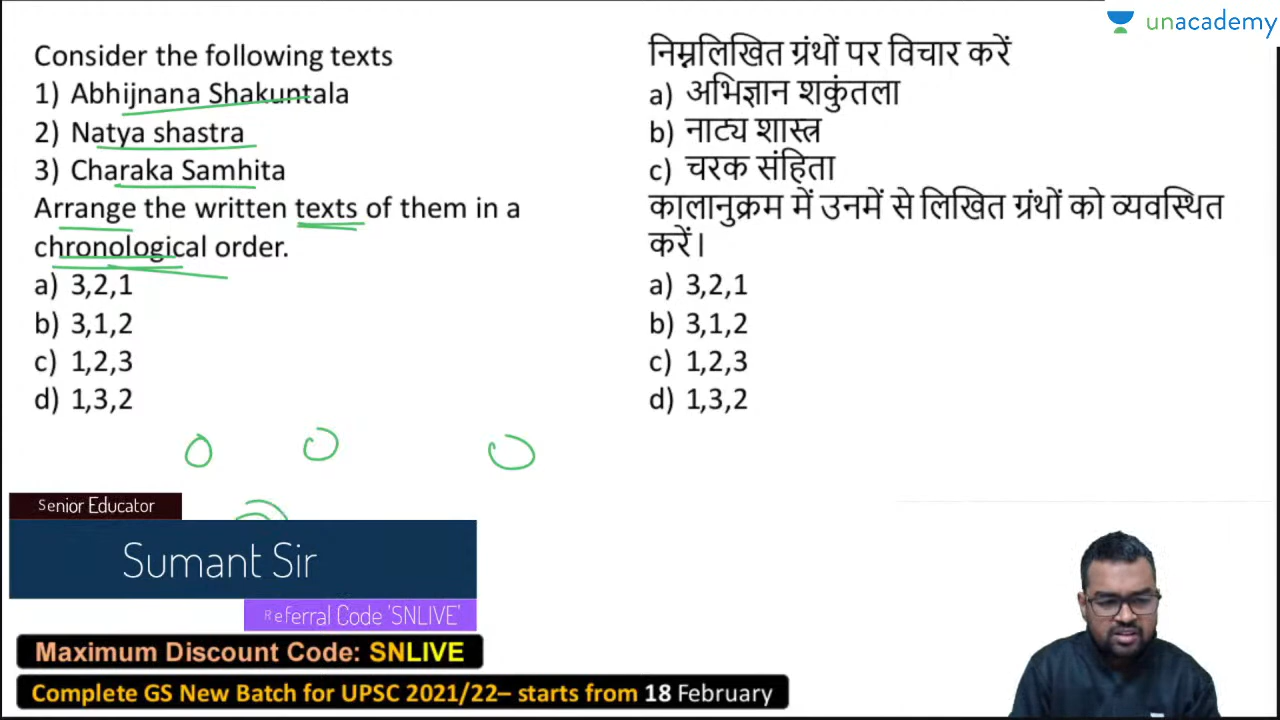 unacademy
Consider the following texts
1) Abhijnana Shakuntala
2) Natya shastra
3) Charaka Samhita
Arrange the written texts of them in a
chronological order.
a) 3,2,1
b) 3,1,2
c) 1,2,3
d) 1,3,2
निम्नलिखित ग्रंथों पर विचार करें
a) अभिज्ञान शकुंतला
b) नाट्य शास्त्र
c) चरक संहिता
कालानुक्रम में उनमें से लिखित ग्रंथों को व्यवस्थित
करें।
a) 3,2,1
b) 3,1,2
c) 1,2,3
d) 1,3,2
Senior Educator
Sumant Sir
Referral Code 'SNLIVE'
Maximum Discount Code: SNLIVE
Complete GS New Batch for UPSC 2021/22– starts from 18 February